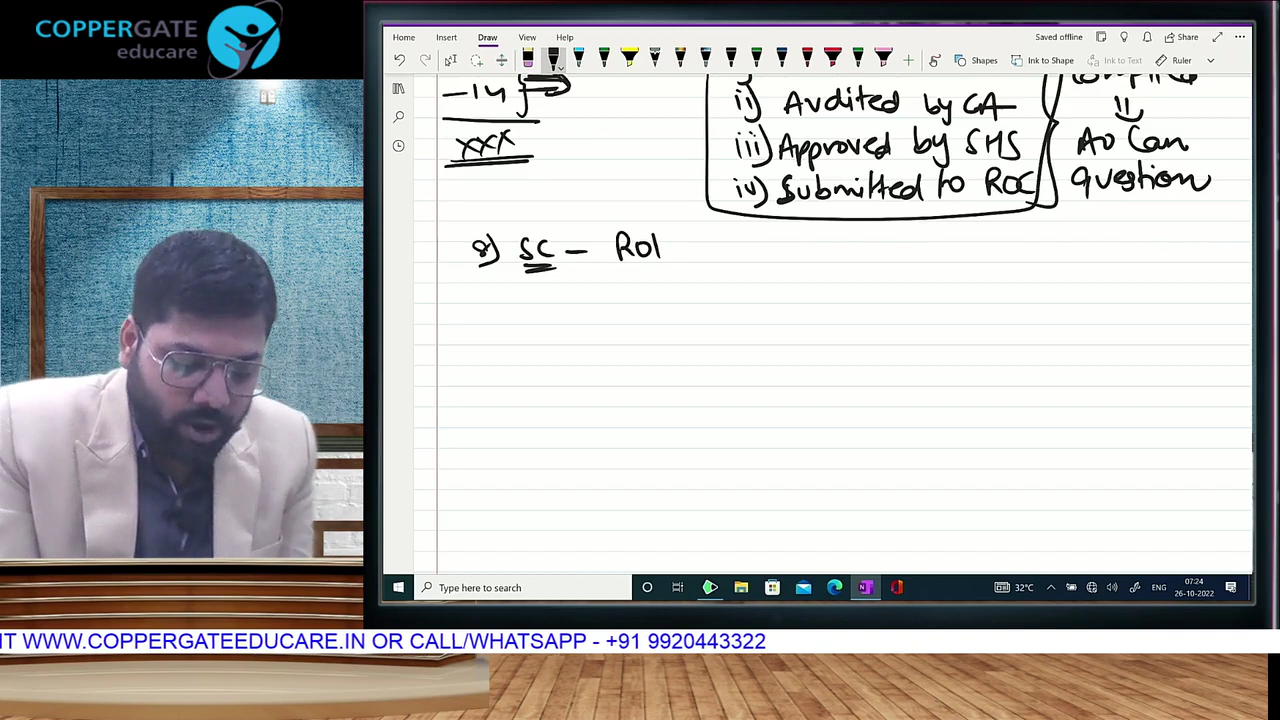 COPPERGATE
educare
Home Insert Draw View Help
Saved offline
Share
Shapes
Ink to Shape
Ink to Text
Ruler
- 14
XXX
ii) Audited by CA
iii) Approved by SHS
iv) Submitted to ROC
=
AO Can
question
8) SC - Rol
Type here to search
32°C
ENG
07:24
26-10-2022
IT WWW.COPPERGATEEDUCARE.IN OR CALL/WHATSAPP - +91 9920443322